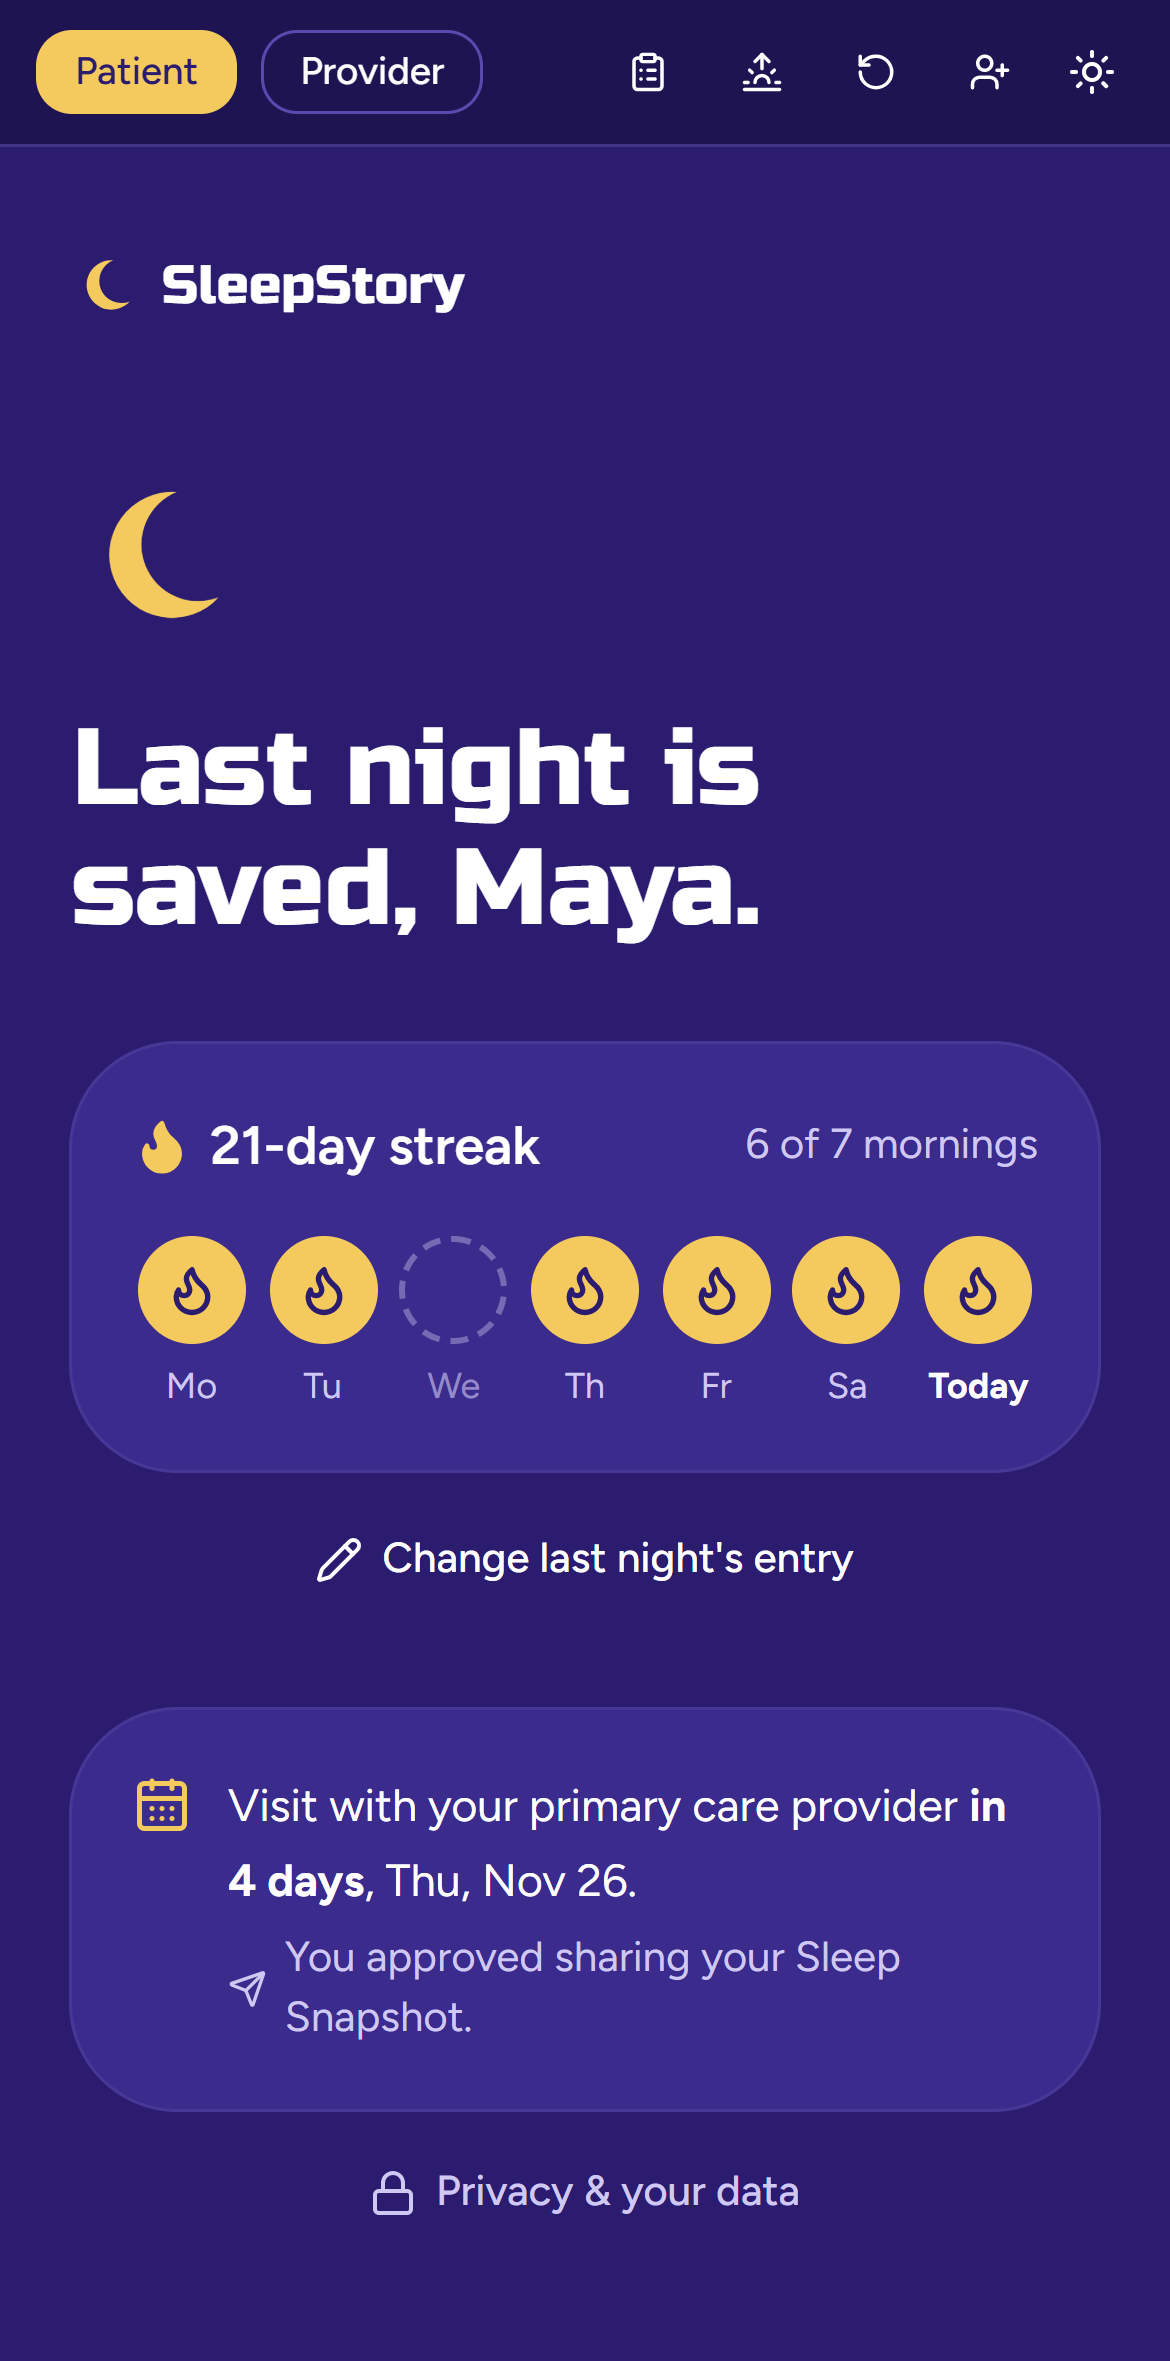 Patient
Provider
SleepStory
Last night is
saved, Maya.
21-day streak
6 of 7 mornings
Mo
Tu
We
Th
Fr
Sa
Today
Change last night's entry
Visit with your primary care provider in
4 days, Thu, Nov 26.
You approved sharing your Sleep
Snapshot.
Privacy & your data